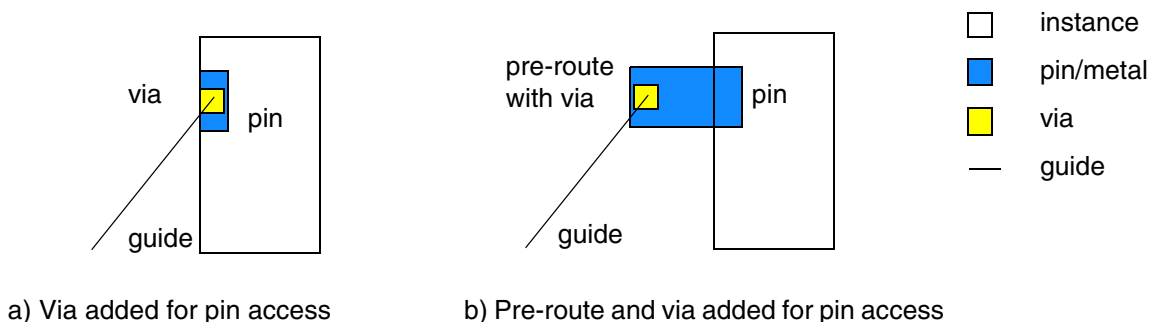 via
pin
guide
a) Via added for pin access
pre-route
with via
pin
guide
b) Pre-route and via added for pin access
instance
pin/metal
via
guide